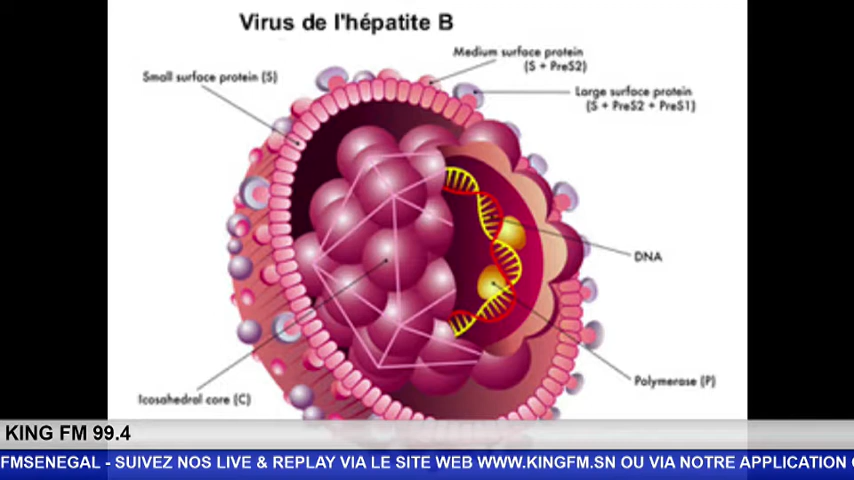 Virus de l'hépatite B
Medium surface protein
(S + PreS2)
Small surface protein (S)
Large surface protein
(S + PreS2 + PreS1)
DNA
Polymerase (P)
Icosahedral core (C)
KING FM 99.4
FMSENEGAL - SUIVEZ NOS LIVE & REPLAY VIA LE SITE WEB WWW.KINGFM.SN OU VIA NOTRE APPLICATION